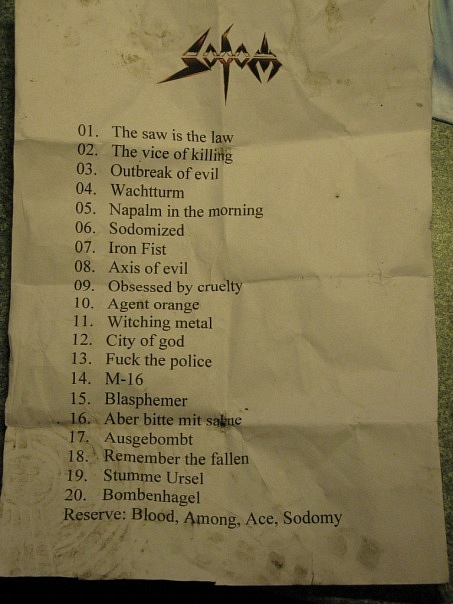 Sodom
01. The saw is the law
02. The vice of killing
03. Outbreak of evil
04. Wachtturm
05. Napalm in the morning
06. Sodomized
07. Iron Fist
08. Axis of evil
09. Obsessed by cruelty
10. Agent orange
11. Witching metal
12. City of god
13. Fuck the police
14. M-16
15. Blasphemer
16. Aber bitte mit sahne
17. Ausgebombt
18. Remember the fallen
19. Stumme Ursel
20. Bombenhagel
Reserve: Blood, Among, Ace, Sodomy